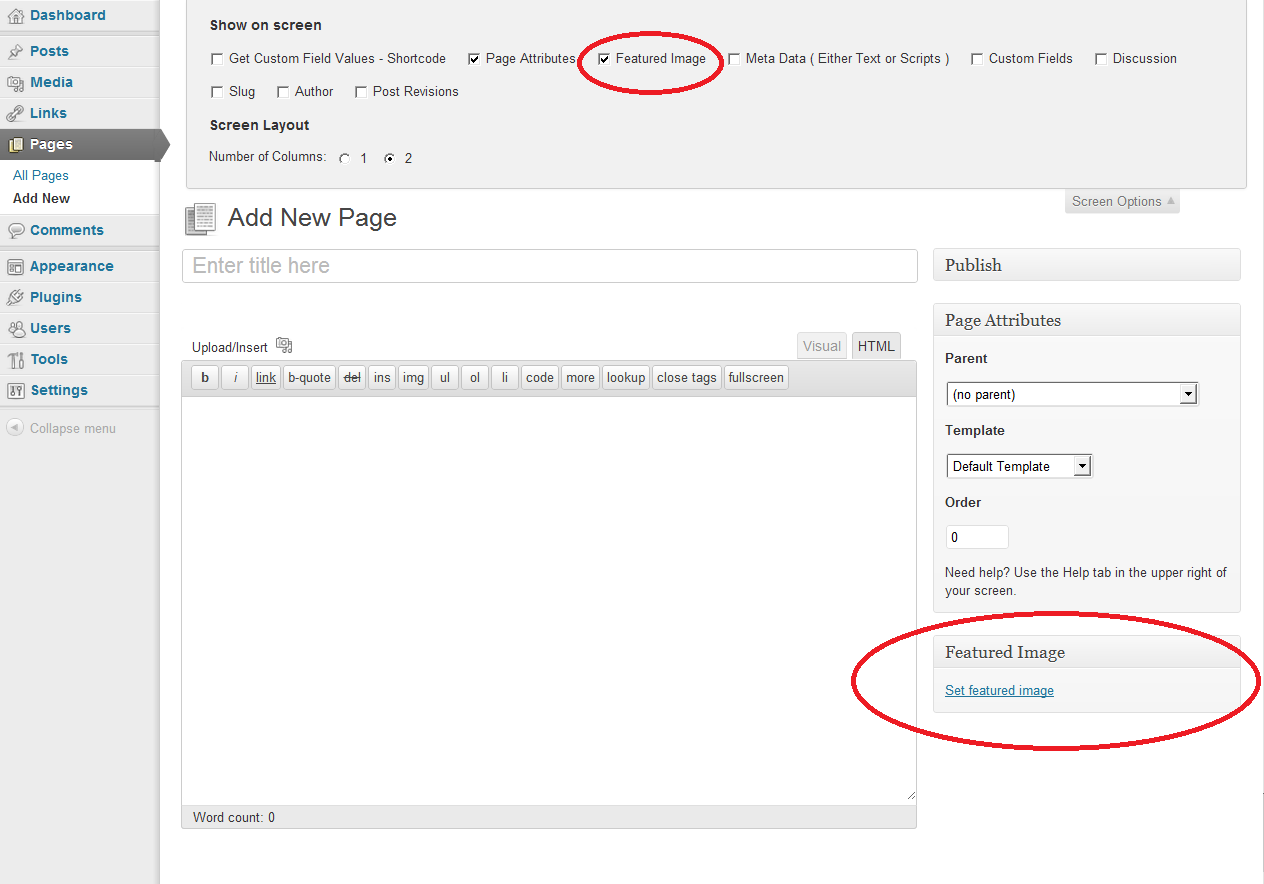 Dashboard
Posts
Media
Links
Pages
All Pages
Add New
Comments
Appearance
Plugins
Users
Tools
Settings
Collapse menu
Show on screen
Get Custom Field Values - Shortcode Page Attributes Featured Image Meta Data ( Either Text or Scripts ) Custom Fields Discussion
Slug Author Post Revisions
Screen Layout
Number of Columns: 1 2
Screen Options
Add New Page
Enter title here
Upload/Insert Visual HTML
b i link b-quote del ins img ul ol li code more lookup close tags fullscreen
Word count: 0
Publish
Page Attributes
Parent
(no parent)
Template
Default Template
Order
0
Need help? Use the Help tab in the upper right of
your screen.
Featured Image
Set featured image